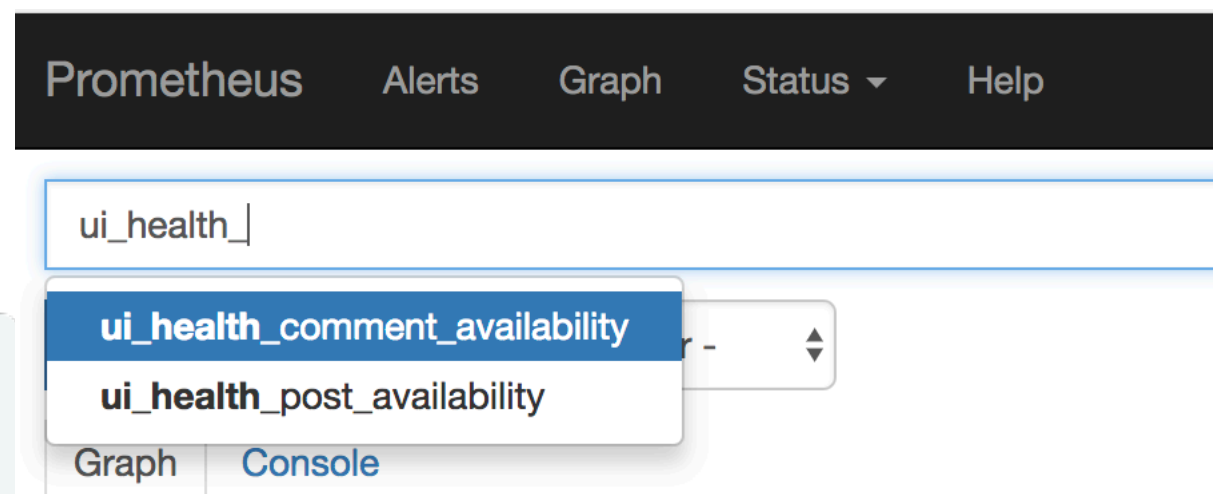 Prometheus Alerts Graph Status Help
ui_health_
ui_health_comment_availability
r -
ui_health_post_availability
Graph Console